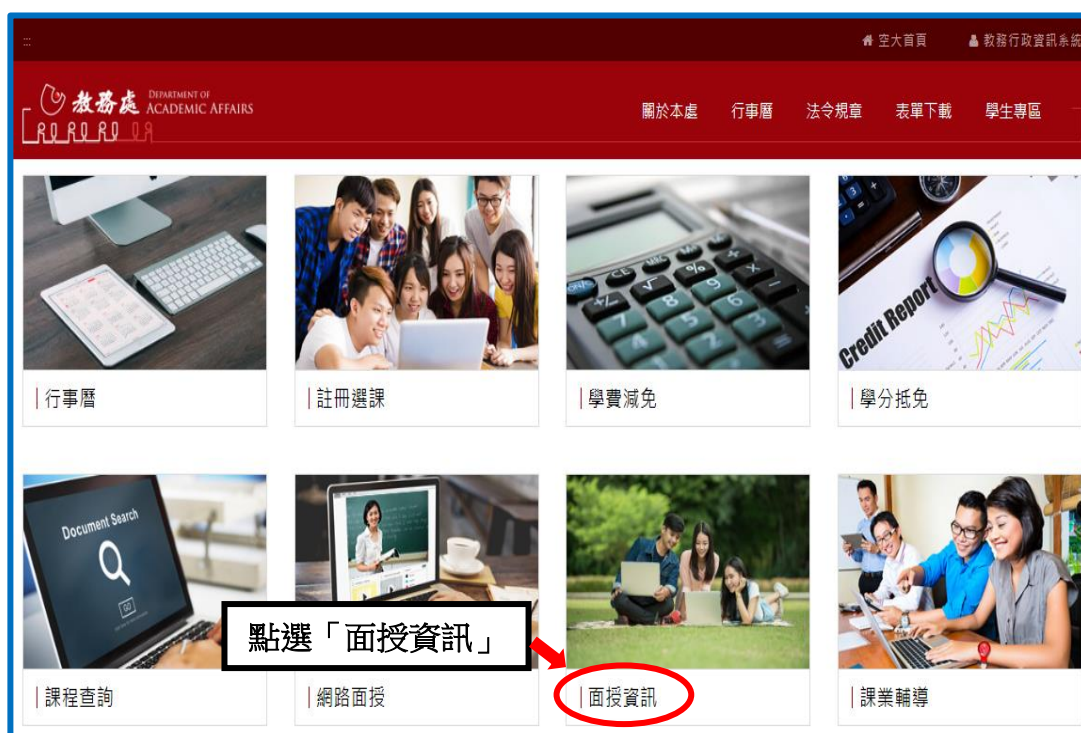 :::
空大首頁
教務行政資訊系統
教務處 DEPARTMENT OF
ACADEMIC AFFAIRS
關於本處
行事曆
法令規章
表單下載
學生專區
Credit Report
行事曆
註冊選課
學費減免
學分抵免
Document Search
GO
點選「面授資訊」
課程查詢
網路面授
面授資訊
課業輔導